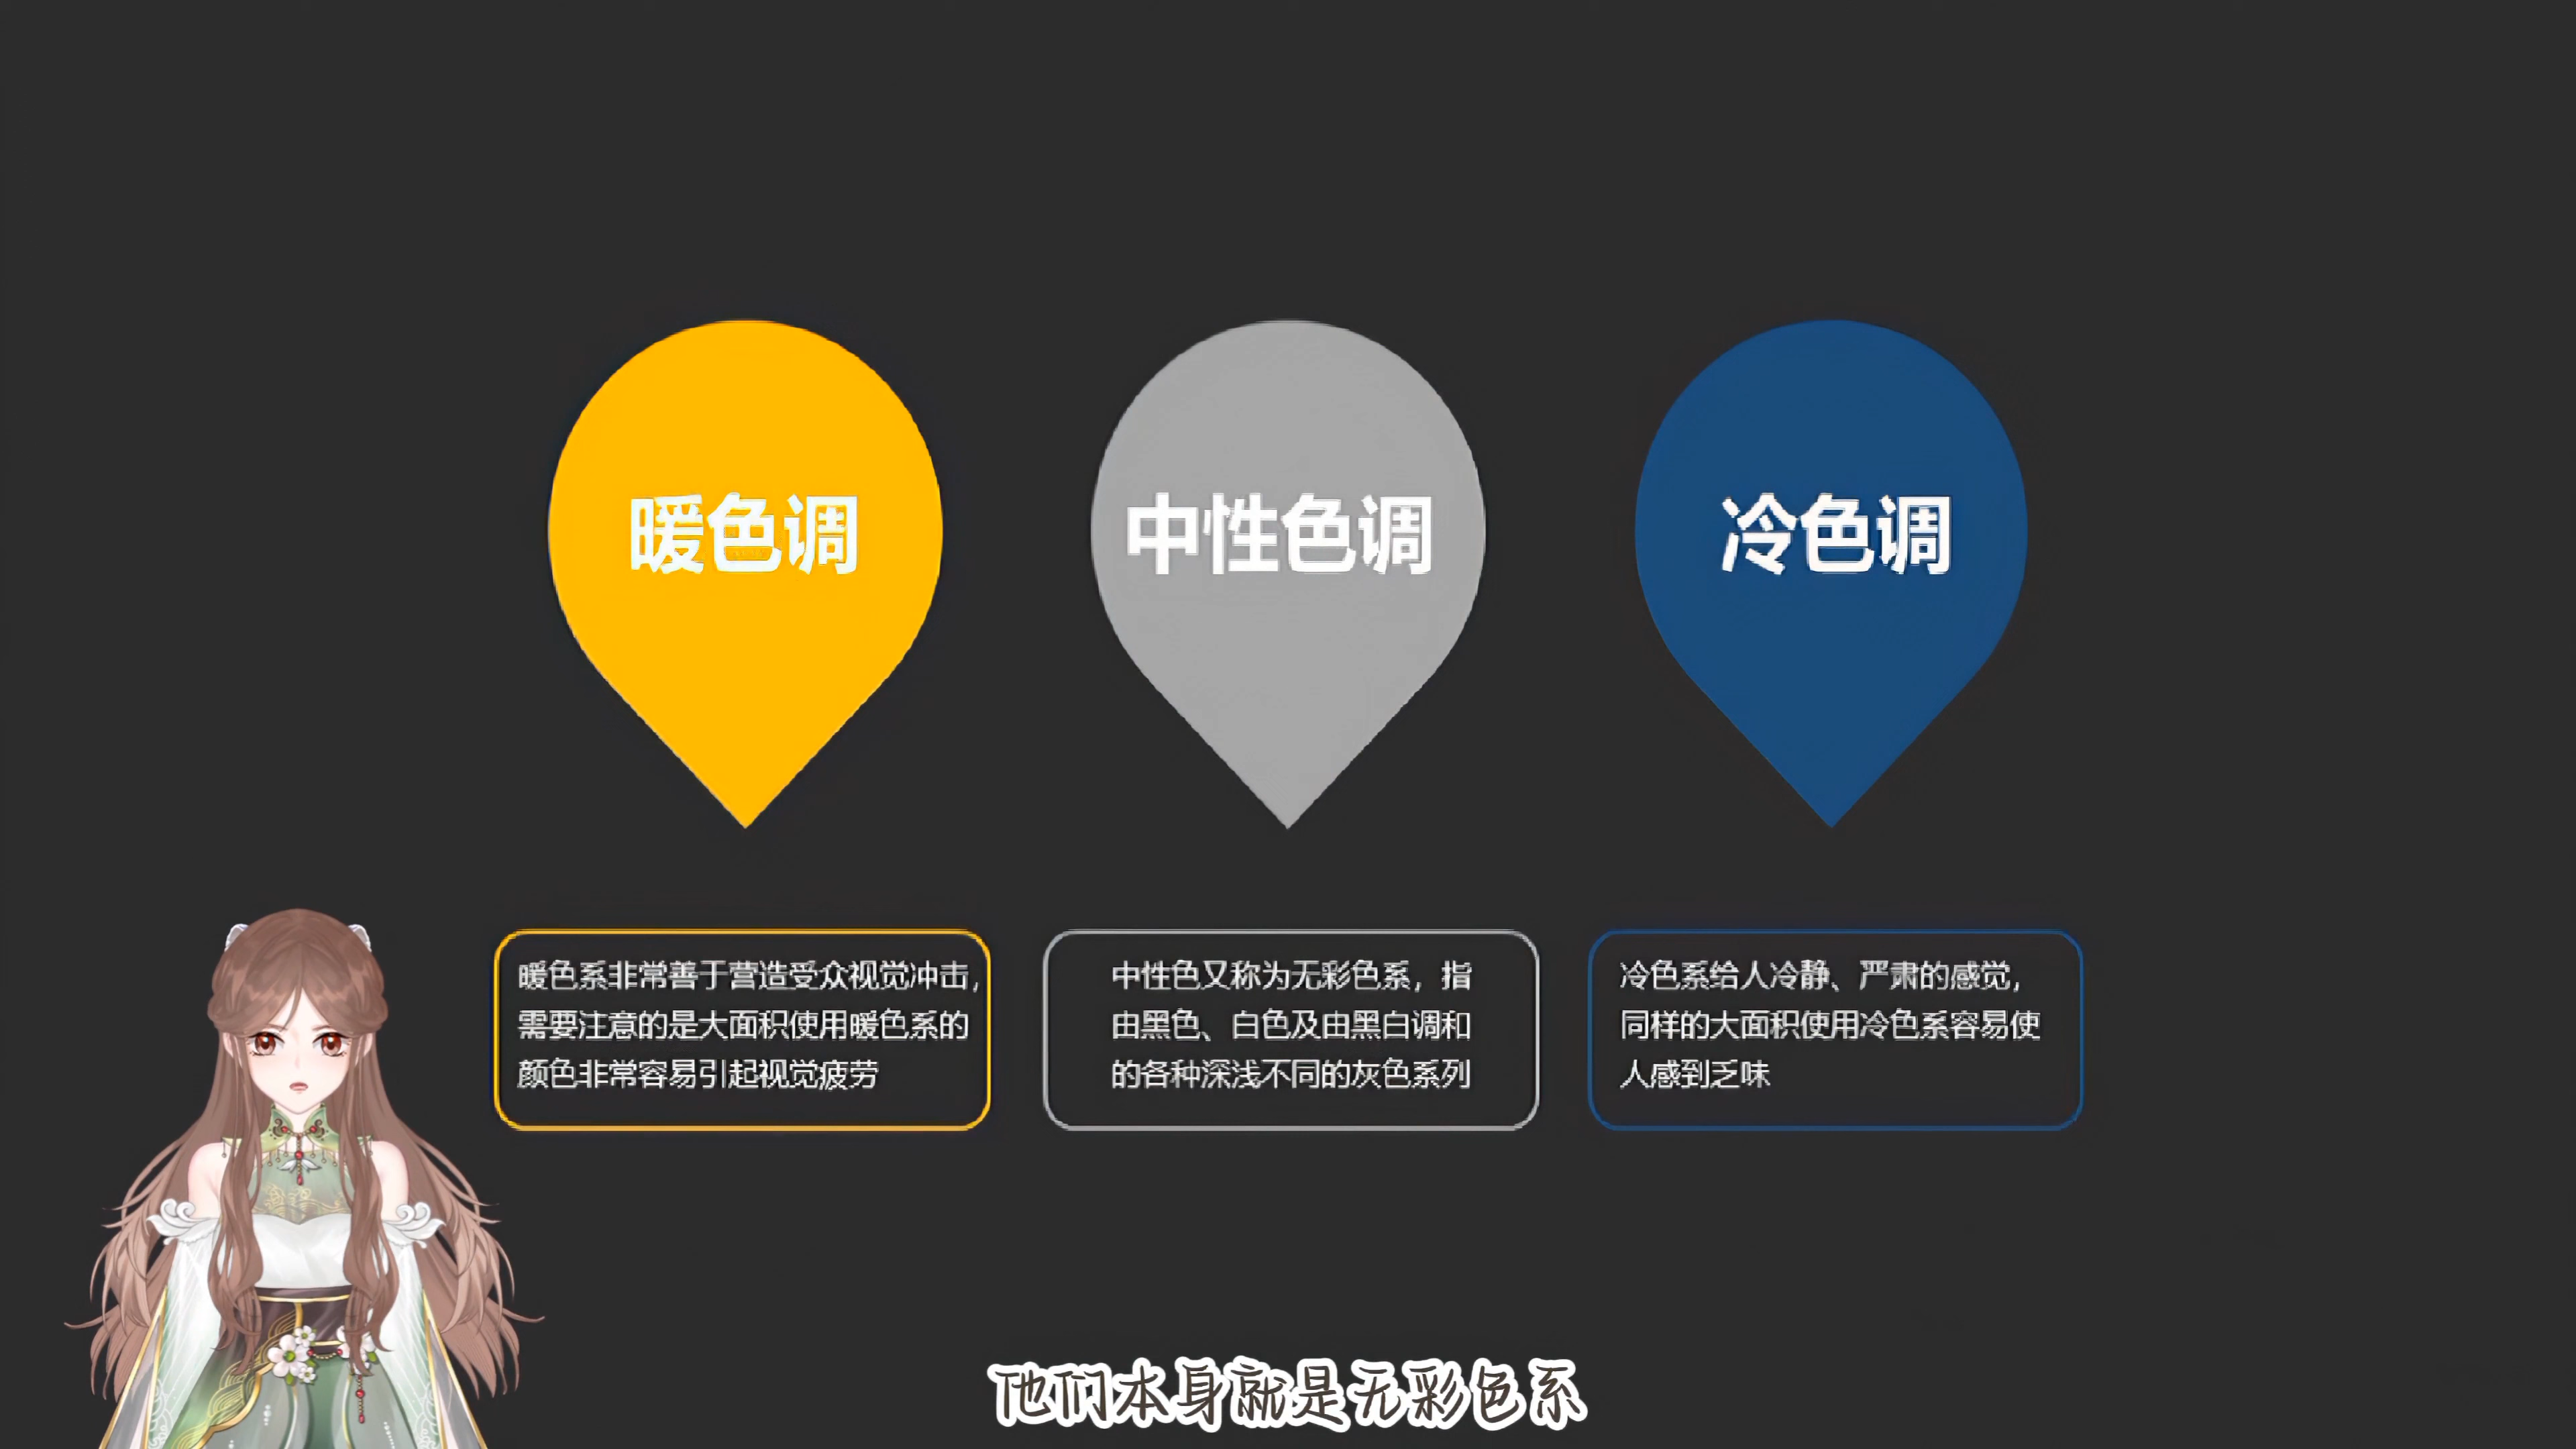 暖色调
中性色调
冷色调
暖色系非常善于营造受众视觉冲击,
需要注意的是大面积使用暖色系的
颜色非常容易引起视觉疲劳
中性色又称为无彩色系，指
由黑色、白色及由黑白调和
的各种深浅不同的灰色系列
冷色系给人冷静、严肃的感觉，
同样的大面积使用冷色系容易使
人感到乏味
他们本身就是无彩色系